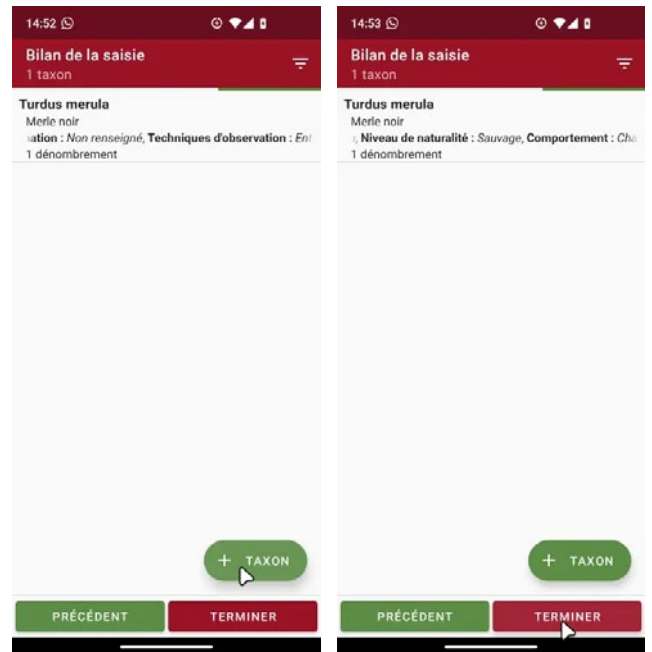 14:52
Bilan de la saisie
1 taxon
Turdus merula
Merle noir
ation : Non renseigné, Techniques d'observation : Ent
1 dénombrement
+ TAXON
PRÉCÉDENT
TERMINER
14:53
Bilan de la saisie
1 taxon
Turdus merula
Merle noir
, Niveau de naturalité : Sauvage, Comportement : Cha
1 dénombrement
+ TAXON
PRÉCÉDENT
TERMINER